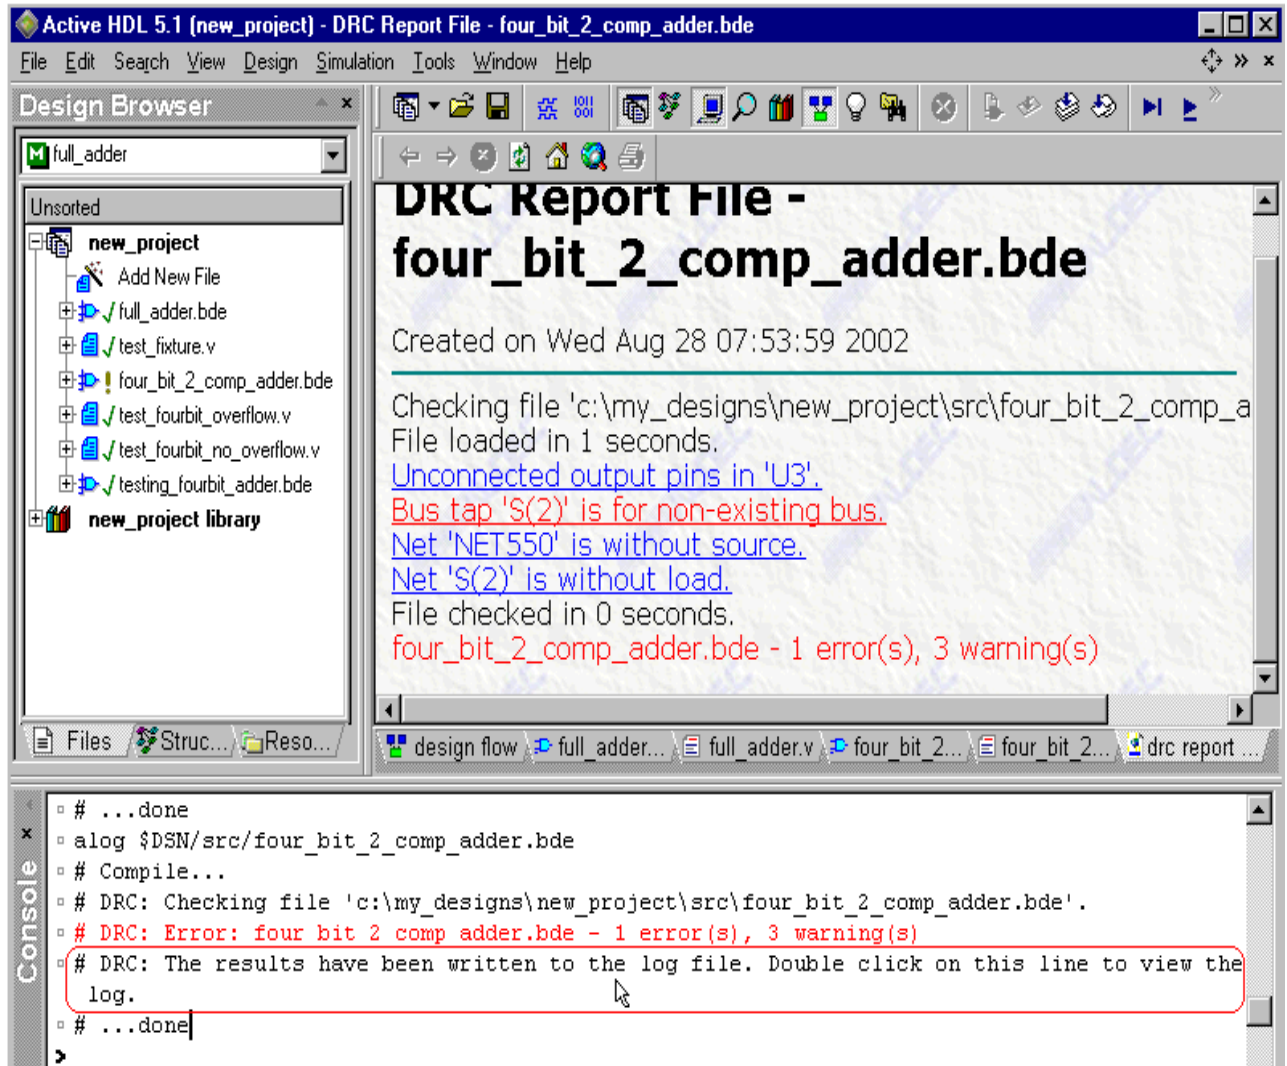 Active HDL 5.1 (new_project) - DRC Report File - four_bit_2_comp_adder.bde
File Edit Search View Design Simulation Tools Window Help
Design Browser
full_adder
Unsorted
new_project
Add New File
full_adder.bde
test_fixture.v
four_bit_2_comp_adder.bde
test_fourbit_overflow.v
test_fourbit_no_overflow.v
testing_fourbit_adder.bde
new_project library
Files Struc... Reso...
DRC Report File -
four_bit_2_comp_adder.bde
Created on Wed Aug 28 07:53:59 2002
Checking file 'c:\my_designs\new_project\src\four_bit_2_comp_a
File loaded in 1 seconds.
Unconnected output pins in 'U3'.
Bus tap 'S(2)' is for non-existing bus.
Net 'NET550' is without source.
Net 'S(2)' is without load.
File checked in 0 seconds.
four_bit_2_comp_adder.bde - 1 error(s), 3 warning(s)
design flow full_adder... full_adder.v four_bit_2... four_bit_2... drc report ...
Console
# ...done
alog $DSN/src/four_bit_2_comp_adder.bde
# Compile...
# DRC: Checking file 'c:\my_designs\new_project\src\four_bit_2_comp_adder.bde'.
# DRC: Error: four bit 2 comp adder.bde - 1 error(s), 3 warning(s)
# DRC: The results have been written to the log file. Double click on this line to view the
log.
# ...done
>